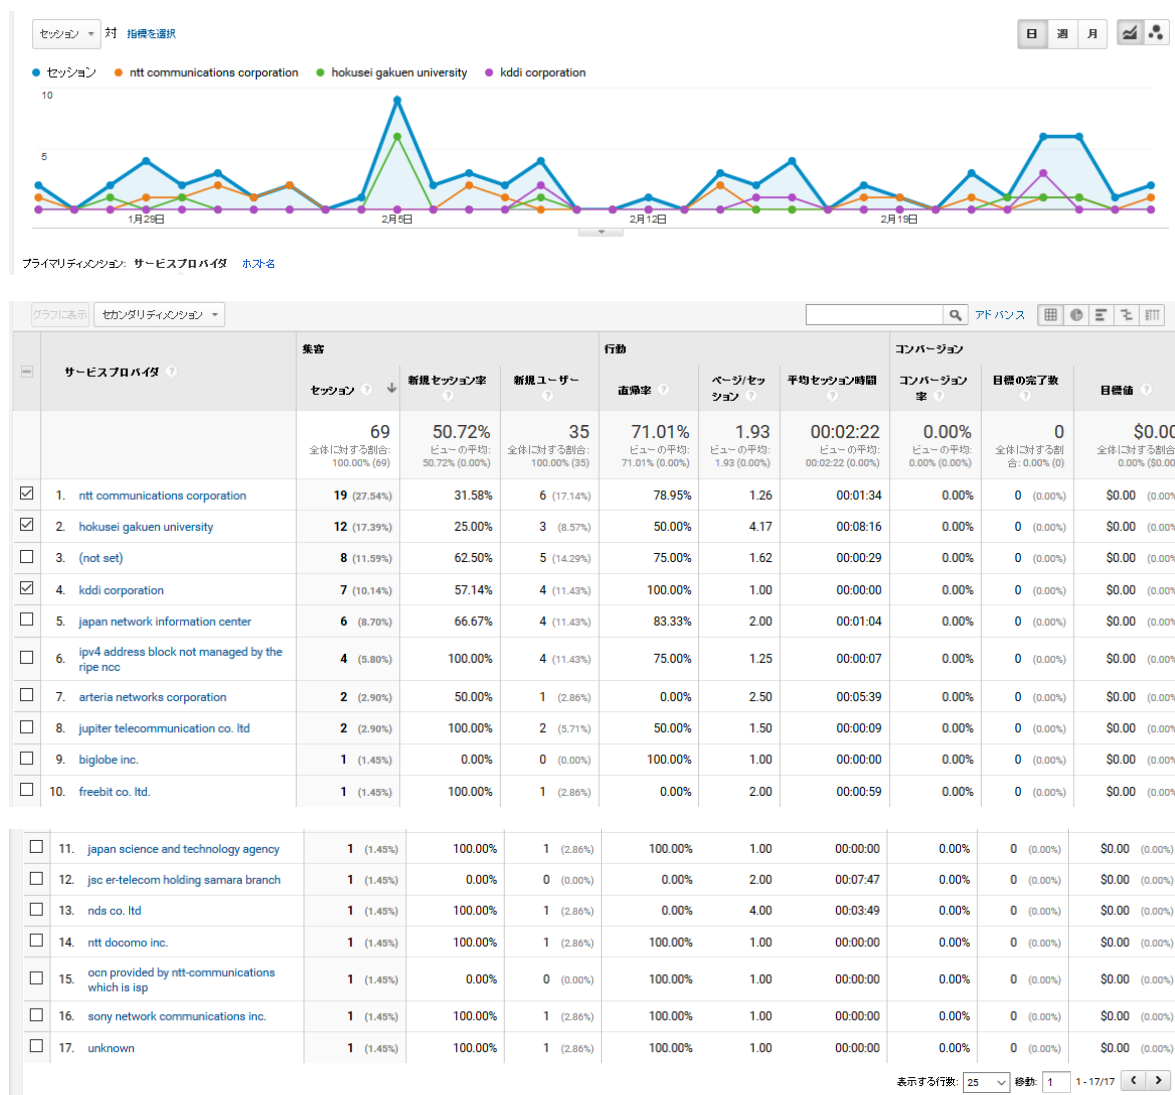 セッション 対 指標を選択 日 週 月
セッション ntt communications corporation hokusei gakuen university kddi corporation
10
5
1月29日 2月5日 2月12日 2月19日
プライマリディメンション: サービスプロバイダ ホスト名
グラフに表示 セカンダリディメンション アドバンス
集客 行動 コンバージョン
サービスプロバイダ ?
セッション ? 新規セッション率 ? 新規ユーザー ? 直帰率 ? ページ/セッション ? 平均セッション時間 ? コンバージョン率 ? 目標の完了数 ? 目標値 ?
69 50.72% 35 71.01% 1.93 00:02:22 0.00% 0 $0.00
全体に対する割合: 100.00% (69) ビューの平均: 50.72% (0.00%) 全体に対する割合: 100.00% (35) ビューの平均: 71.01% (0.00%) ビューの平均: 1.93 (0.00%) ビューの平均: 00:02:22 (0.00%) ビューの平均: 0.00% (0.00%) 全体に対する割合: 0.00% (0) 全体に対する割合: 0.00% ($0.00
1. ntt communications corporation 19 (27.54%) 31.58% 6 (17.14%) 78.95% 1.26 00:01:34 0.00% 0 (0.00%) $0.00 (0.00%
2. hokusei gakuen university 12 (17.39%) 25.00% 3 (8.57%) 50.00% 4.17 00:08:16 0.00% 0 (0.00%) $0.00 (0.00%
3. (not set) 8 (11.59%) 62.50% 5 (14.29%) 75.00% 1.62 00:00:29 0.00% 0 (0.00%) $0.00 (0.00%
4. kddi corporation 7 (10.14%) 57.14% 4 (11.43%) 100.00% 1.00 00:00:00 0.00% 0 (0.00%) $0.00 (0.00%
5. japan network information center 6 (8.70%) 66.67% 4 (11.43%) 83.33% 2.00 00:01:04 0.00% 0 (0.00%) $0.00 (0.00%
6. ipv4 address block not managed by the
ripe ncc 4 (5.80%) 100.00% 4 (11.43%) 75.00% 1.25 00:00:07 0.00% 0 (0.00%) $0.00 (0.00%
7. arteria networks corporation 2 (2.90%) 50.00% 1 (2.86%) 0.00% 2.50 00:05:39 0.00% 0 (0.00%) $0.00 (0.00%
8. jupiter telecommunication co. ltd 2 (2.90%) 100.00% 2 (5.71%) 50.00% 1.50 00:00:09 0.00% 0 (0.00%) $0.00 (0.00%
9. biglobe inc. 1 (1.45%) 0.00% 0 (0.00%) 100.00% 1.00 00:00:00 0.00% 0 (0.00%) $0.00 (0.00%
10. freebit co. ltd. 1 (1.45%) 100.00% 1 (2.86%) 0.00% 2.00 00:00:59 0.00% 0 (0.00%) $0.00 (0.00%
11. japan science and technology agency 1 (1.45%) 100.00% 1 (2.86%) 100.00% 1.00 00:00:00 0.00% 0 (0.00%) $0.00 (0.00%)
12. jsc er-telecom holding samara branch 1 (1.45%) 0.00% 0 (0.00%) 0.00% 2.00 00:07:47 0.00% 0 (0.00%) $0.00 (0.00%)
13. nds co. ltd 1 (1.45%) 100.00% 1 (2.86%) 0.00% 4.00 00:03:49 0.00% 0 (0.00%) $0.00 (0.00%)
14. ntt docomo inc. 1 (1.45%) 100.00% 1 (2.86%) 100.00% 1.00 00:00:00 0.00% 0 (0.00%) $0.00 (0.00%)
15. ocn provided by ntt-communications
which is isp 1 (1.45%) 0.00% 0 (0.00%) 100.00% 1.00 00:00:00 0.00% 0 (0.00%) $0.00 (0.00%)
16. sony network communications inc. 1 (1.45%) 100.00% 1 (2.86%) 100.00% 1.00 00:00:00 0.00% 0 (0.00%) $0.00 (0.00%)
17. unknown 1 (1.45%) 100.00% 1 (2.86%) 100.00% 1.00 00:00:00 0.00% 0 (0.00%) $0.00 (0.00%)
表示する行数: 25 移動: 1 1 - 17/17